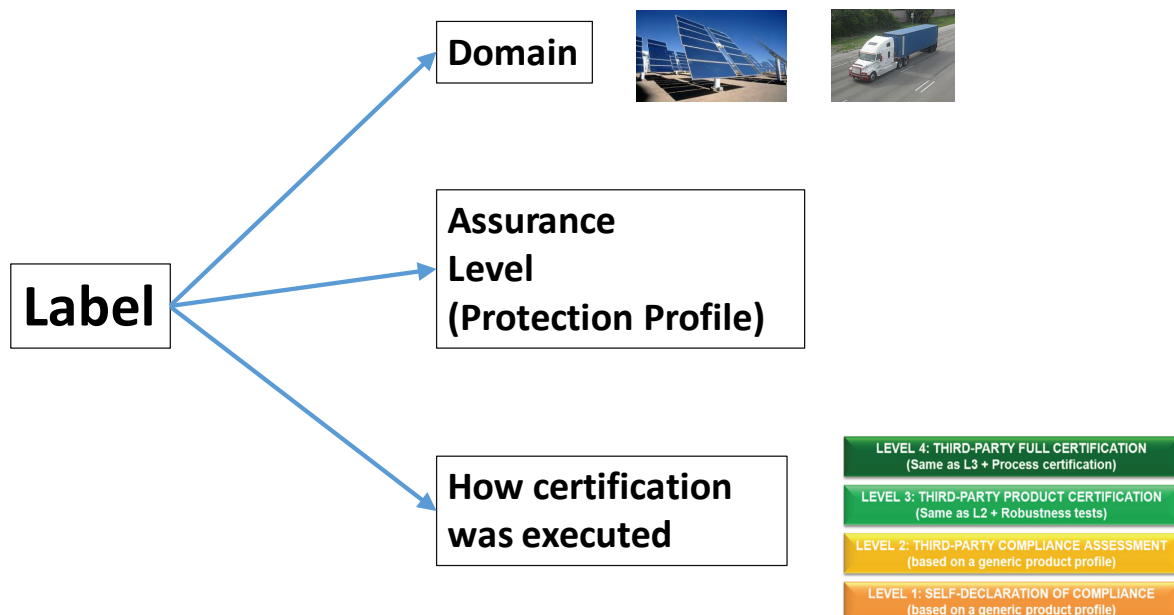 Domain
Assurance
Level
(Protection Profile)
Label
How certification
was executed
LEVEL 4: THIRD-PARTY FULL CERTIFICATION
(Same as L3 + Process certification)
LEVEL 3: THIRD-PARTY PRODUCT CERTIFICATION
(Same as L2 + Robustness tests)
LEVEL 2: THIRD-PARTY COMPLIANCE ASSESSMENT
(based on a generic product profile)
LEVEL 1: SELF-DECLARATION OF COMPLIANCE
(based on a generic product profile)